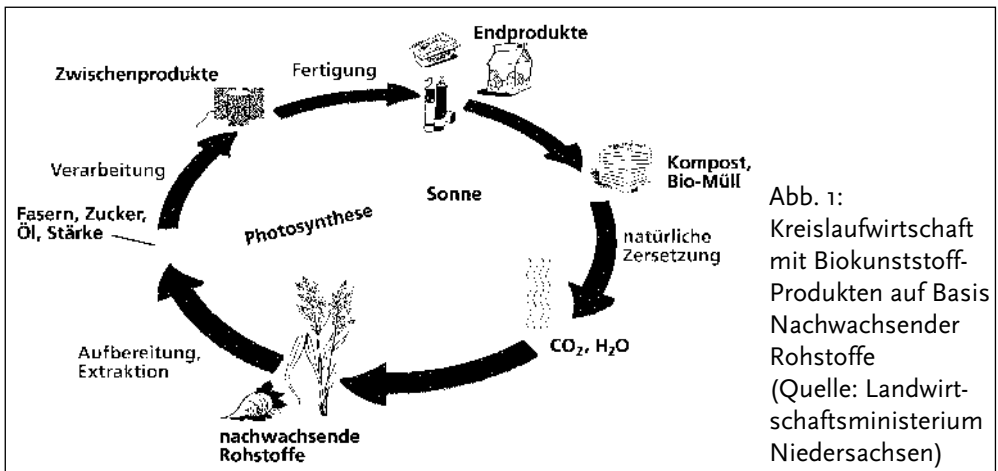 Endprodukte
Fertigung
Zwischenprodukte
Verarbeitung
Fasern, Zucker,
Öl, Stärke
Photosynthese
Sonne
Kompost,
Bio-Müll
natürliche
Zersetzung
CO₂, H₂O
Aufbereitung,
Extraktion
nachwachsende
Rohstoffe
Abb. 1:
Kreislaufwirtschaft
mit Biokunststoff-
Produkten auf Basis
Nachwachsender
Rohstoffe
(Quelle: Landwirt-
schaftsministerium
Niedersachsen)